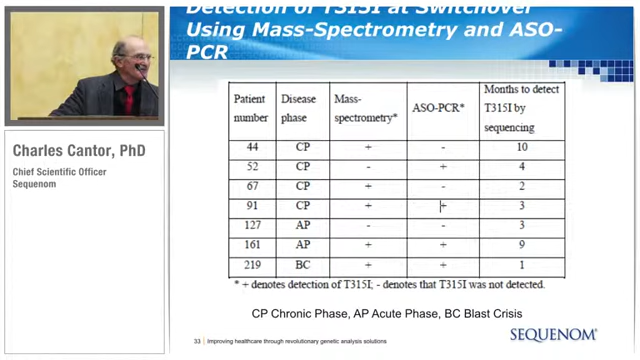 Detection of T315I at Switchover
Using Mass-Spectrometry and ASO-
PCR
Charles Cantor, PhD
Chief Scientific Officer
Sequenom
Patient number | Disease phase | Mass-spectrometry* | ASO-PCR* | Months to detect T315I by sequencing
44 | CP | + | - | 10
52 | CP | - | + | 4
67 | CP | + | - | 2
91 | CP | + | + | 3
127 | AP | - | - | 3
161 | AP | + | + | 9
219 | BC | + | + | 1
* + denotes detection of T315I; - denotes that T315I was not detected.
CP Chronic Phase, AP Acute Phase, BC Blast Crisis
33 | Improving healthcare through revolutionary genetic analysis solutions
SEQUENOM